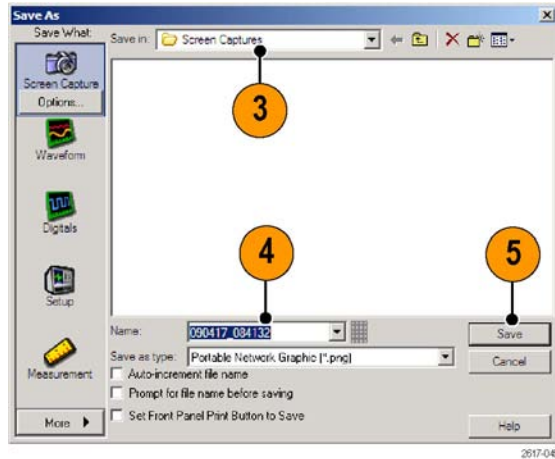 Save As
Save What:
Save in: Screen Captures
Screen Capture
Options...
3
Waveform
Digitals
4
5
Setup
Name: 090417_084132
Save
Save as type: Portable Network Graphic (*.png)
Cancel
Measurement
Auto-increment file name
Prompt for file name before saving
Set Front Panel Print Button to Save
More
Help